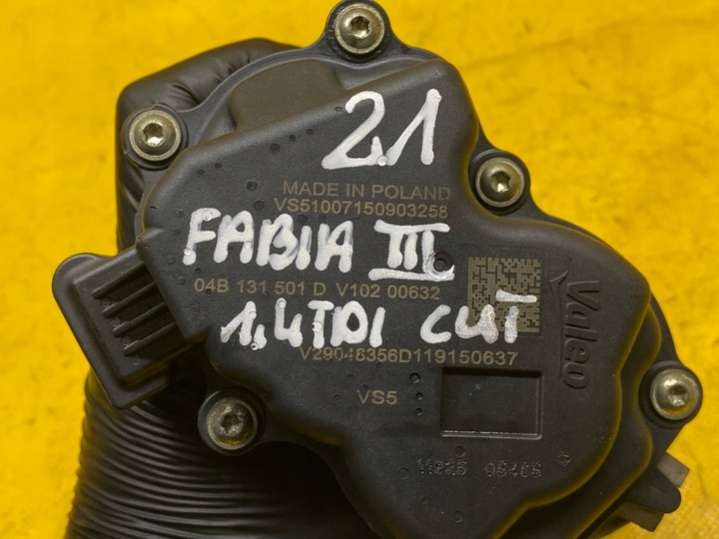 2.1
MADE IN POLAND
VS51007150903258
FABIA III
04B 131 501 D V102 00632
1,4TDI CUT
V29048356D119150637
Valeo
VS5